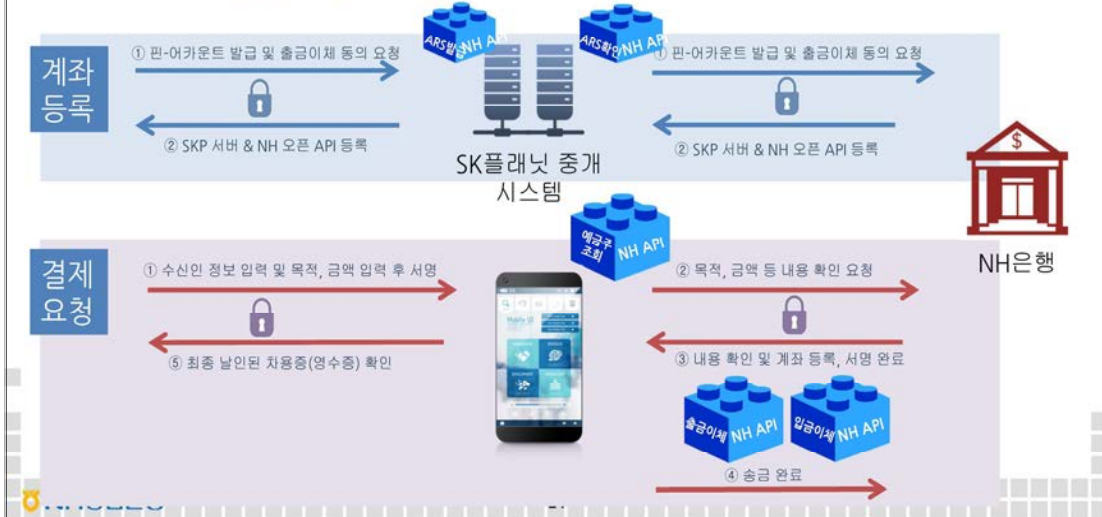 ARS발송 NH API
ARS확인 NH API
계좌
등록
① 핀-어카운트 발급 및 출금이체 동의 요청
① 핀-어카운트 발급 및 출금이체 동의 요청
② SKP 서버 & NH 오픈 API 등록
② SKP 서버 & NH 오픈 API 등록
SK플래닛 중개
시스템
$
NH은행
예금주
조회 NH API
결제
요청
① 수신인 정보 입력 및 목적, 금액 입력 후 서명
② 목적, 금액 등 내용 확인 요청
⑤ 최종 날인된 차용증(영수증) 확인
③ 내용 확인 및 계좌 등록, 서명 완료
Mobile UI
출금이체 NH API
입금이체 NH API
④ 송금 완료